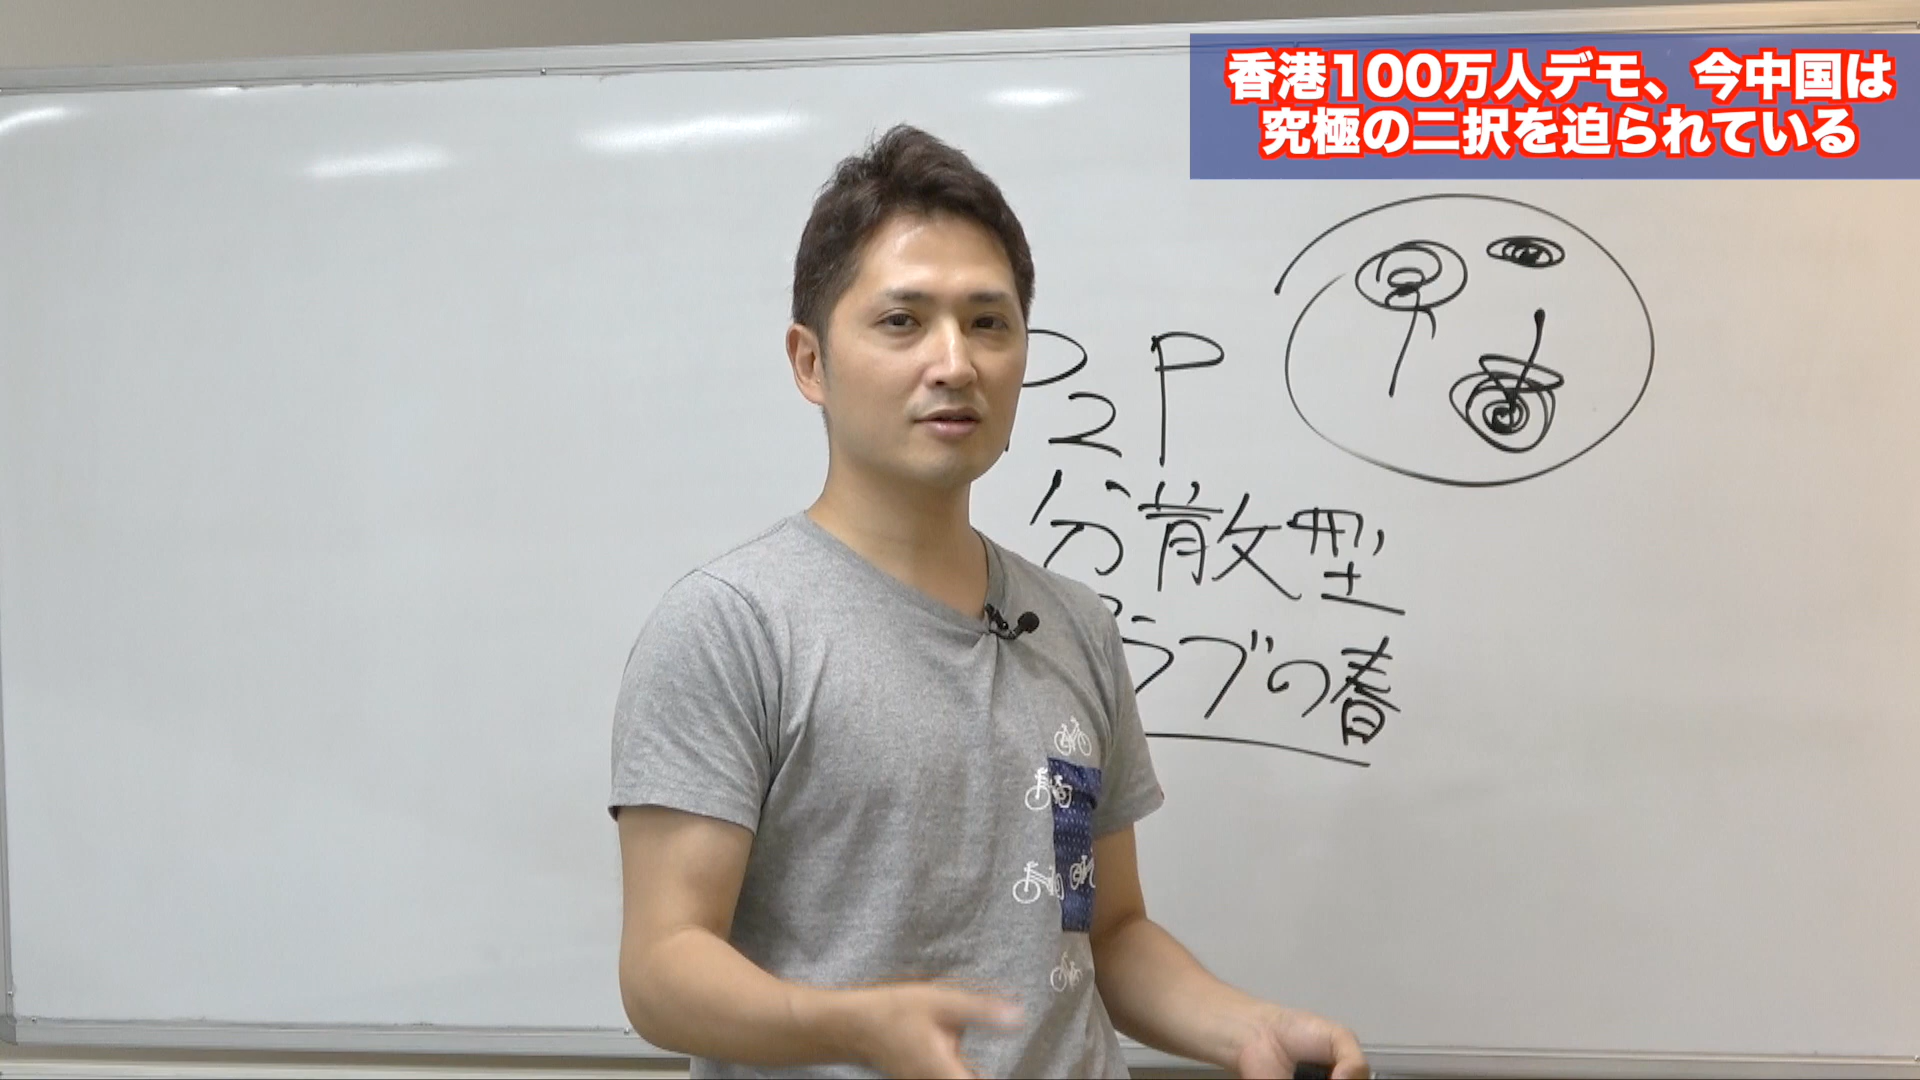 香港100万人デモ、今中国は
究極の二択を迫られている
P2P
分散型
ラブの春